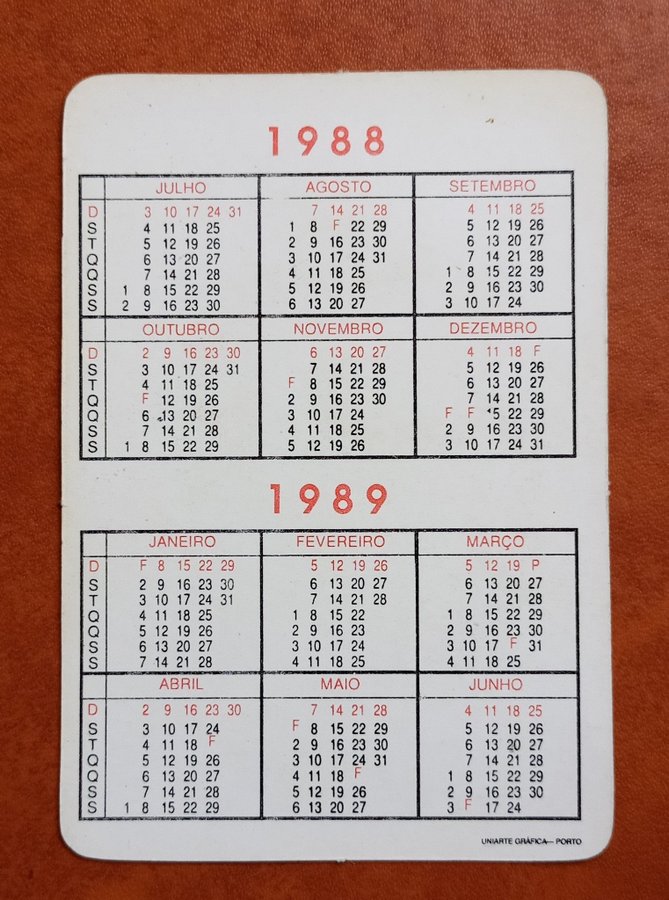 1988
JULHO AGOSTO SETEMBRO
D 3 10 17 24 31 7 14 21 28 4 11 18 25
S 4 11 18 25 1 8 F 22 29 5 12 19 26
T 5 12 19 26 2 9 16 23 30 6 13 20 27
Q 6 13 20 27 3 10 17 24 31 7 14 21 28
Q 7 14 21 28 4 11 18 25 1 8 15 22 29
S 1 8 15 22 29 5 12 19 26 2 9 16 23 30
S 2 9 16 23 30 6 13 20 27 3 10 17 24
OUTUBRO NOVEMBRO DEZEMBRO
D 2 9 16 23 30 6 13 20 27 4 11 18 F
S 3 10 17 24 31 7 14 21 28 5 12 19 26
T 4 11 18 25 F 8 15 22 29 6 13 20 27
Q F 12 19 26 2 9 16 23 30 7 14 21 28
Q 6 13 20 27 3 10 17 24 F F 15 22 29
S 7 14 21 28 4 11 18 25 2 9 16 23 30
S 1 8 15 22 29 5 12 19 26 3 10 17 24 31
1989
JANEIRO FEVEREIRO MARÇO
D F 8 15 22 29 5 12 19 26 5 12 19 P
S 2 9 16 23 30 6 13 20 27 6 13 20 27
T 3 10 17 24 31 7 14 21 28 7 14 21 28
Q 4 11 18 25 1 8 15 22 1 8 15 22 29
Q 5 12 19 26 2 9 16 23 2 9 16 23 30
S 6 13 20 27 3 10 17 24 3 10 17 F 31
S 7 14 21 28 4 11 18 25 4 11 18 25
ABRIL MAIO JUNHO
D 2 9 16 23 30 7 14 21 28 4 11 18 25
S 3 10 17 24 F 8 15 22 29 5 12 19 26
T 4 11 18 F 2 9 16 23 30 6 13 20 27
Q 5 12 19 26 3 10 17 24 31 7 14 21 28
Q 6 13 20 27 4 11 18 F 1 8 15 22 29
S 7 14 21 28 5 12 19 26 2 9 16 23 30
S 1 8 15 22 29 6 13 20 27 3 F 17 24
UNIARTE GRÁFICA — PORTO